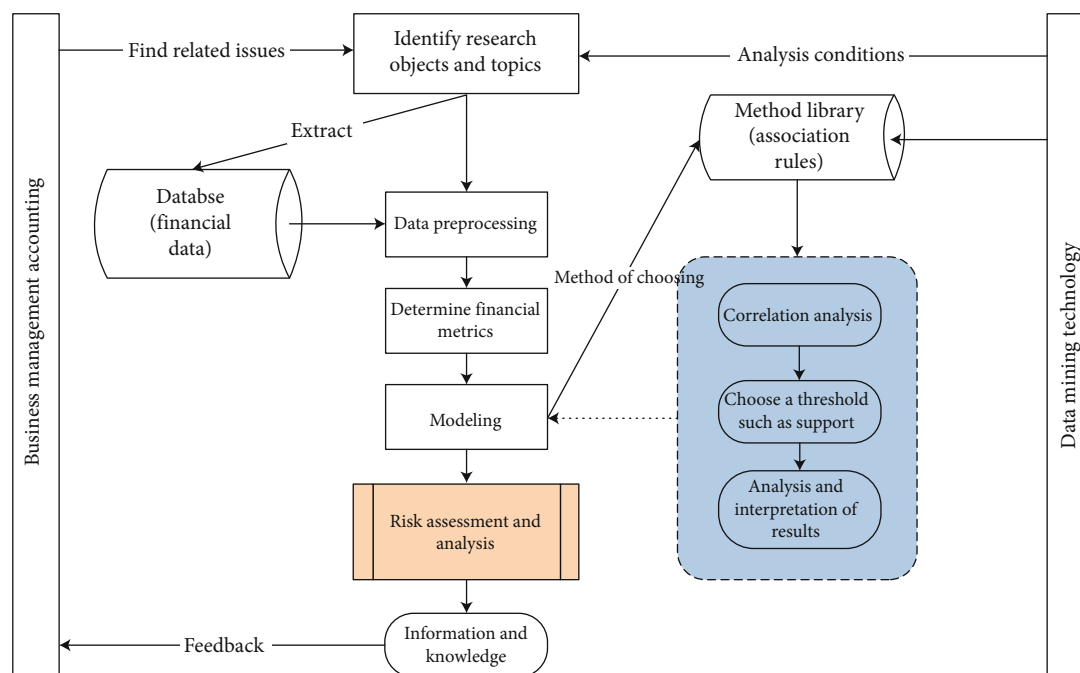 Business management accounting
Find related issues
Identify research
objects and topics
Analysis conditions
Data mining technology
Extract
Method library
(association
rules)
Databse
(financial
data)
Data preprocessing
Method of choosing
Determine financial
metrics
Correlation analysis
Modeling
Choose a threshold
such as support
Risk assessment and
analysis
Analysis and
interpretation of
results
Feedback
Information and
knowledge